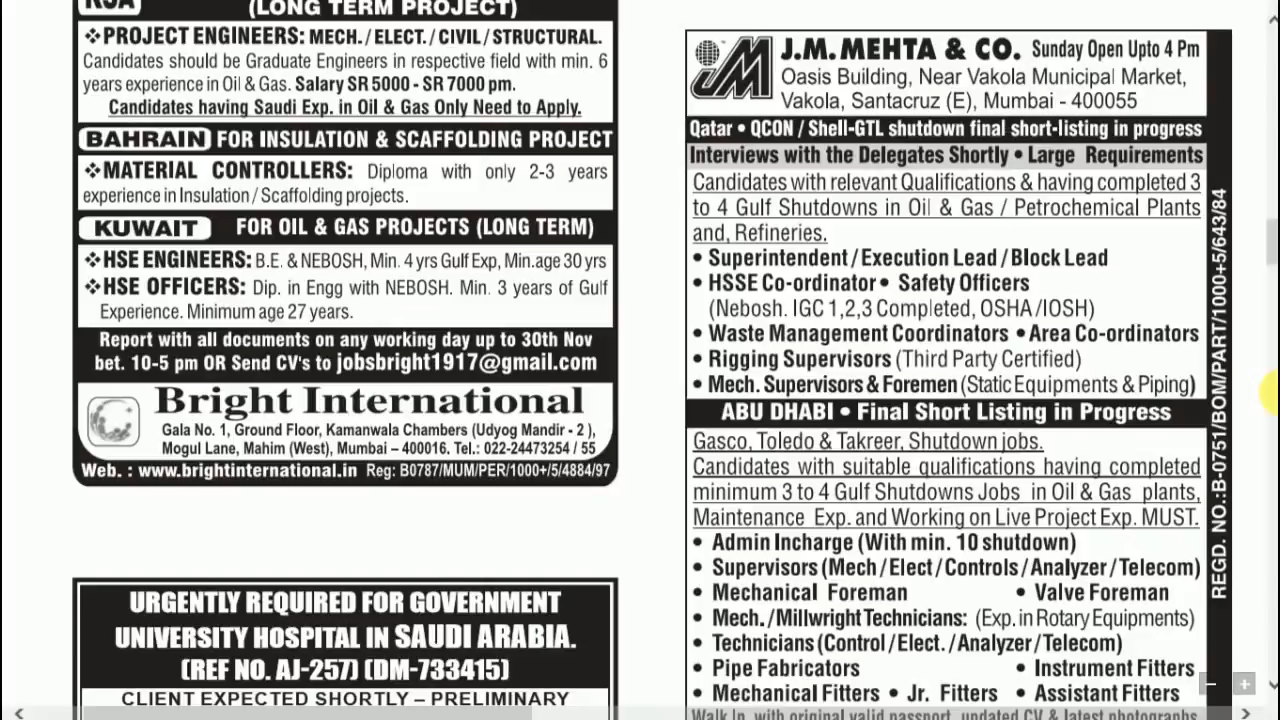 KSA (LONG TERM PROJECT)
❖PROJECT ENGINEERS: MECH./ELECT./CIVIL/STRUCTURAL.
Candidates should be Graduate Engineers in respective field with min. 6
years experience in Oil & Gas. Salary SR 5000 - SR 7000 pm.
Candidates having Saudi Exp. in Oil & Gas Only Need to Apply.
BAHRAIN FOR INSULATION & SCAFFOLDING PROJECT
❖MATERIAL CONTROLLERS: Diploma with only 2-3 years
experience in Insulation / Scaffolding projects.
KUWAIT FOR OIL & GAS PROJECTS (LONG TERM)
❖HSE ENGINEERS: B.E. & NEBOSH, Min. 4 yrs Gulf Exp, Min.age 30 yrs
❖HSE OFFICERS: Dip. in Engg with NEBOSH. Min. 3 years of Gulf
Experience. Minimum age 27 years.
Report with all documents on any working day up to 30th Nov
bet. 10-5 pm OR Send CV's to jobsbright1917@gmail.com
Bright International
Gala No. 1, Ground Floor, Kamanwala Chambers (Udyog Mandir - 2 ),
Mogul Lane, Mahim (West), Mumbai – 400016. Tel.: 022-24473254 / 55
Web. : www.brightinternational.in Reg: B0787/MUM/PER/1000+/5/4884/97
URGENTLY REQUIRED FOR GOVERNMENT
UNIVERSITY HOSPITAL IN SAUDI ARABIA.
(REF NO. AJ-257) (DM-733415)
CLIENT EXPECTED SHORTLY – PRELIMINARY
JM
J.M. MEHTA & CO. Sunday Open Upto 4 Pm
Oasis Building, Near Vakola Municipal Market,
Vakola, Santacruz (E), Mumbai - 400055
Qatar • QCON / Shell-GTL shutdown final short-listing in progress
Interviews with the Delegates Shortly • Large Requirements
Candidates with relevant Qualifications & having completed 3
to 4 Gulf Shutdowns in Oil & Gas / Petrochemical Plants
and, Refineries.
• Superintendent / Execution Lead / Block Lead
• HSSE Co-ordinator • Safety Officers
(Nebosh. IGC 1,2,3 Completed, OSHA /IOSH)
• Waste Management Coordinators • Area Co-ordinators
• Rigging Supervisors (Third Party Certified)
• Mech. Supervisors & Foremen (Static Equipments & Piping)
ABU DHABI • Final Short Listing in Progress
Gasco, Toledo & Takreer, Shutdown jobs.
Candidates with suitable qualifications having completed
minimum 3 to 4 Gulf Shutdowns Jobs in Oil & Gas plants,
Maintenance Exp. and Working on Live Project Exp. MUST.
• Admin Incharge (With min. 10 shutdown)
• Supervisors (Mech / Elect / Controls / Analyzer / Telecom)
• Mechanical Foreman • Valve Foreman
• Mech. / Millwright Technicians: (Exp. in Rotary Equipments)
• Technicians (Control / Elect. / Analyzer / Telecom)
• Pipe Fabricators • Instrument Fitters
• Mechanical Fitters • Jr. Fitters • Assistant Fitters
Walk In, with original valid passport, updated CV & latest photographs
REGD. NO.:B-0751/BOM/PART/1000+5/643/84